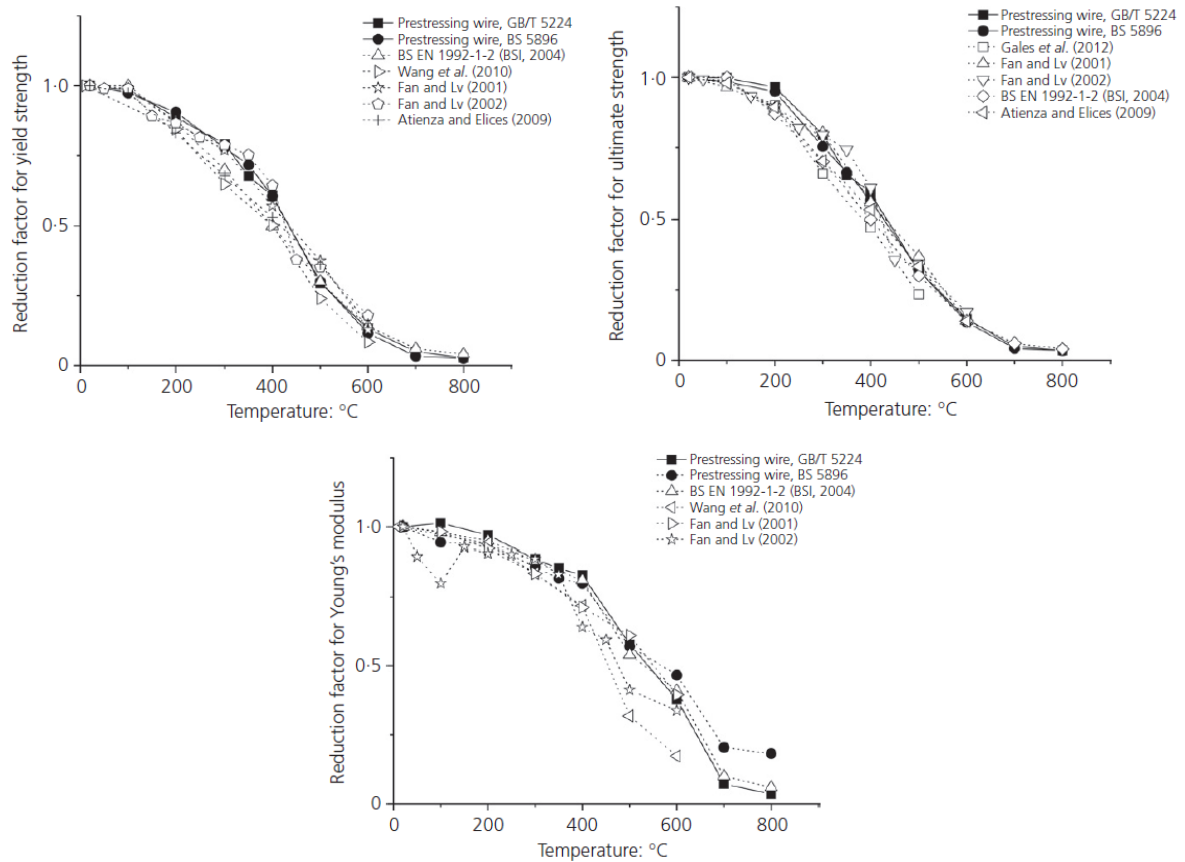 Prestressing wire, GB/T 5224
Prestressing wire, BS 5896
BS EN 1992-1-2 (BSI, 2004)
Wang et al. (2010)
Fan and Lv (2001)
Fan and Lv (2002)
Atienza and Elices (2009)
Reduction factor for yield strength
1·0
0·5
0
0 200 400 600 800
Temperature: °C
Prestressing wire, GB/T 5224
Prestressing wire, BS 5896
Gales et al. (2012)
Fan and Lv (2001)
Fan and Lv (2002)
BS EN 1992-1-2 (BSI, 2004)
Atienza and Elices (2009)
Reduction factor for ultimate strength
1·0
0·5
0
0 200 400 600 800
Temperature: °C
Prestressing wire, GB/T 5224
Prestressing wire, BS 5896
BS EN 1992-1-2 (BSI, 2004)
Wang et al. (2010)
Fan and Lv (2001)
Fan and Lv (2002)
Reduction factor for Young's modulus
1·0
0·5
0
0 200 400 600 800
Temperature: °C